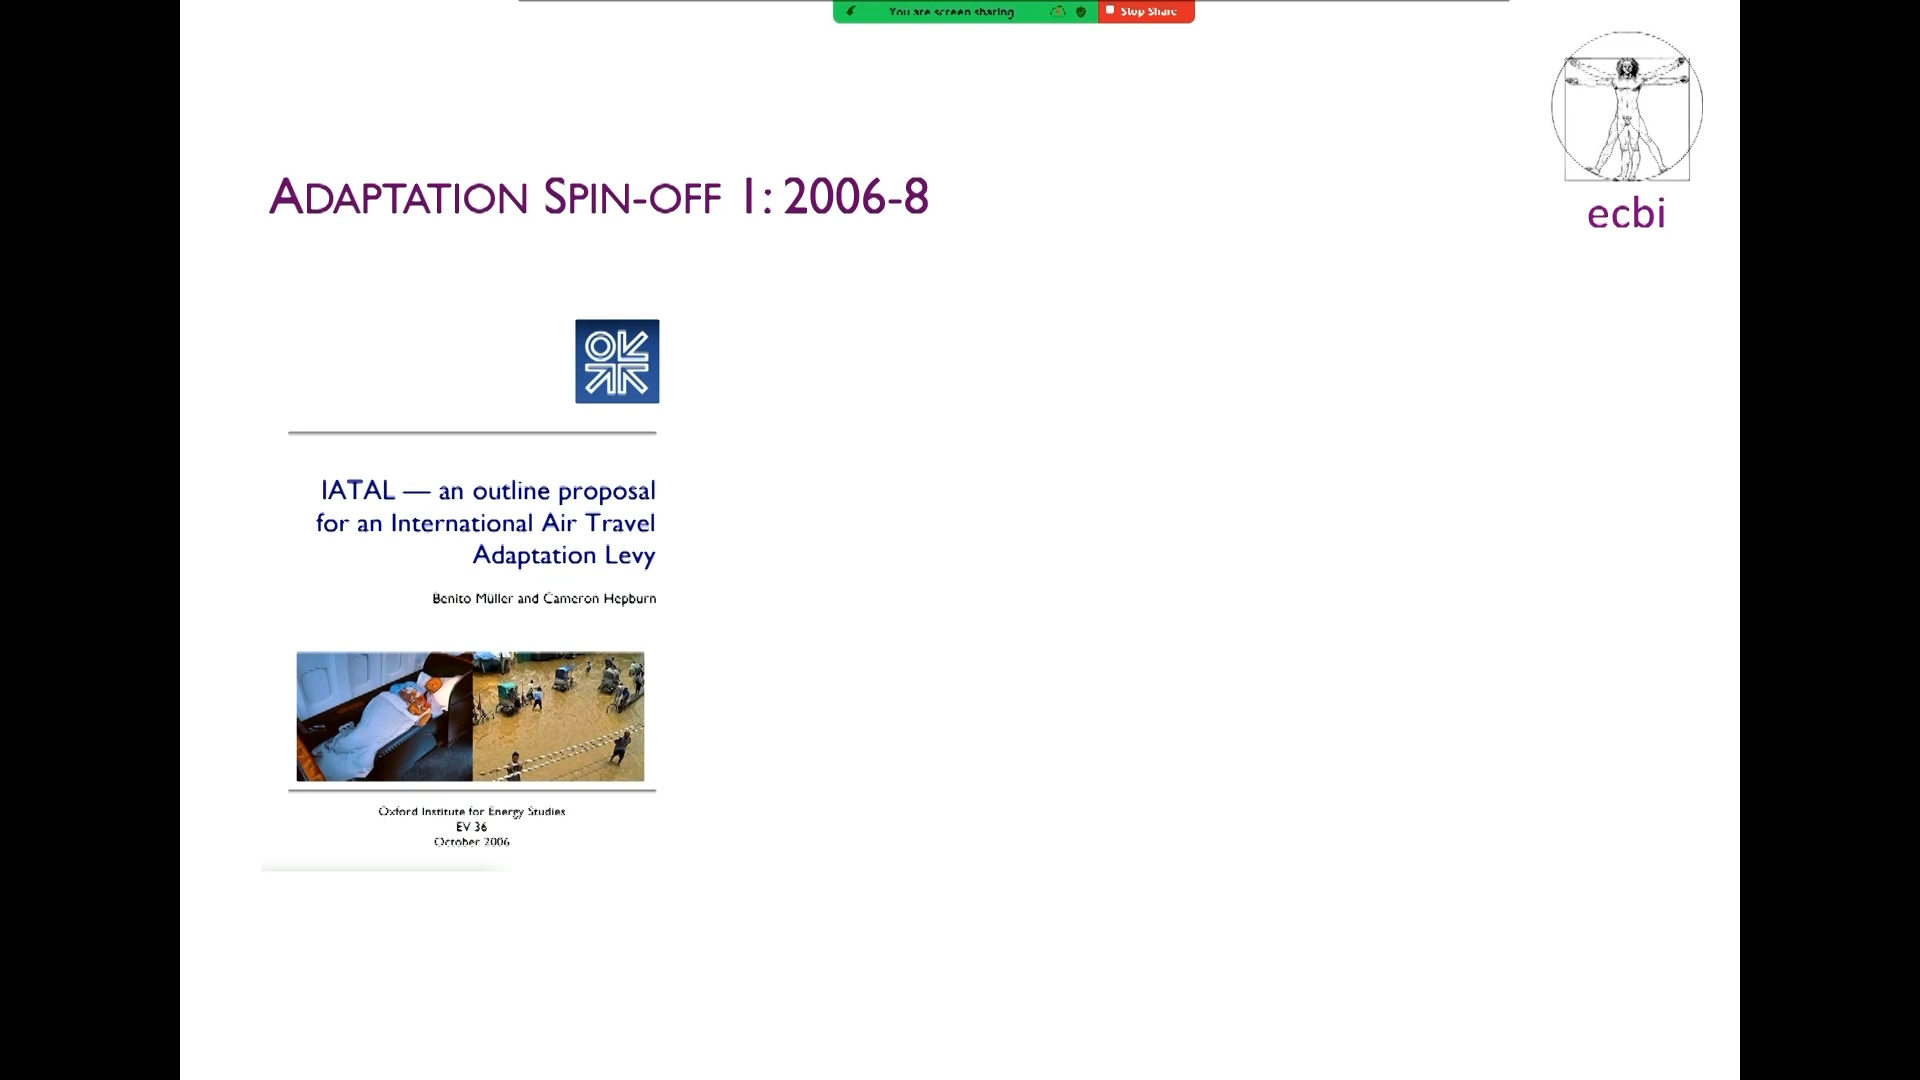 You are screen sharing
Stop Share
ecbi
ADAPTATION SPIN-OFF 1: 2006-8
IATAL — an outline proposal
for an International Air Travel
Adaptation Levy
Benito Müller and Cameron Hepburn
Oxford Institute for Energy Studies
EV 36
October 2006